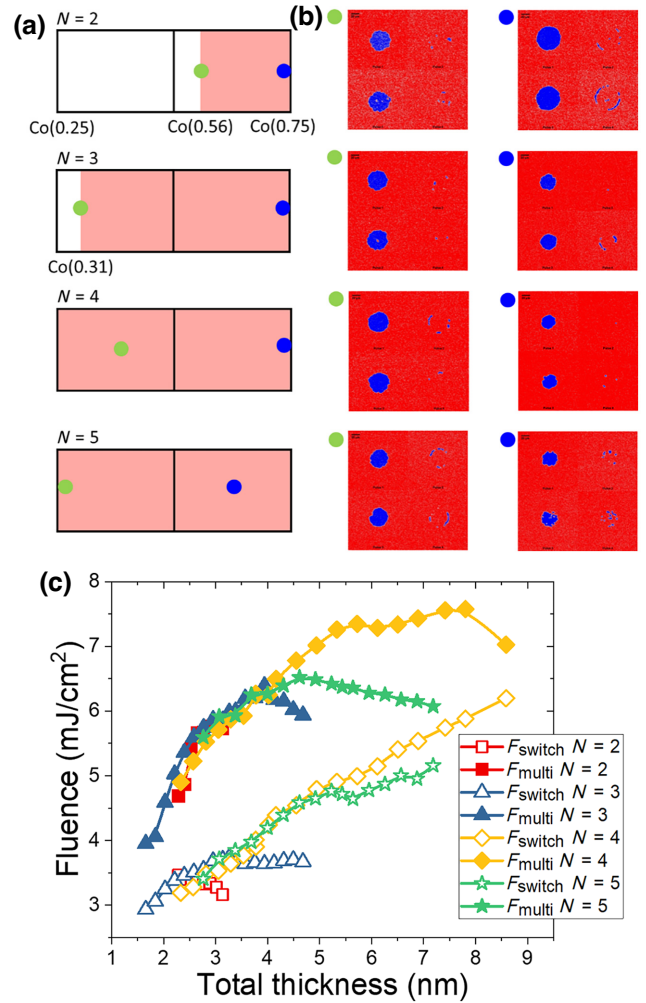 (a)
N = 2
Co(0.25)
Co(0.56)
Co(0.75)
N = 3
Co(0.31)
N = 4
N = 5
(b)
(c)
8
7
6
5
4
3
Fluence (mJ/cm²)
1 2 3 4 5 6 7 8 9
Total thickness (nm)
Fswitch N = 2
Fmulti N = 2
Fswitch N = 3
Fmulti N = 3
Fswitch N = 4
Fmulti N = 4
Fswitch N = 5
Fmulti N = 5